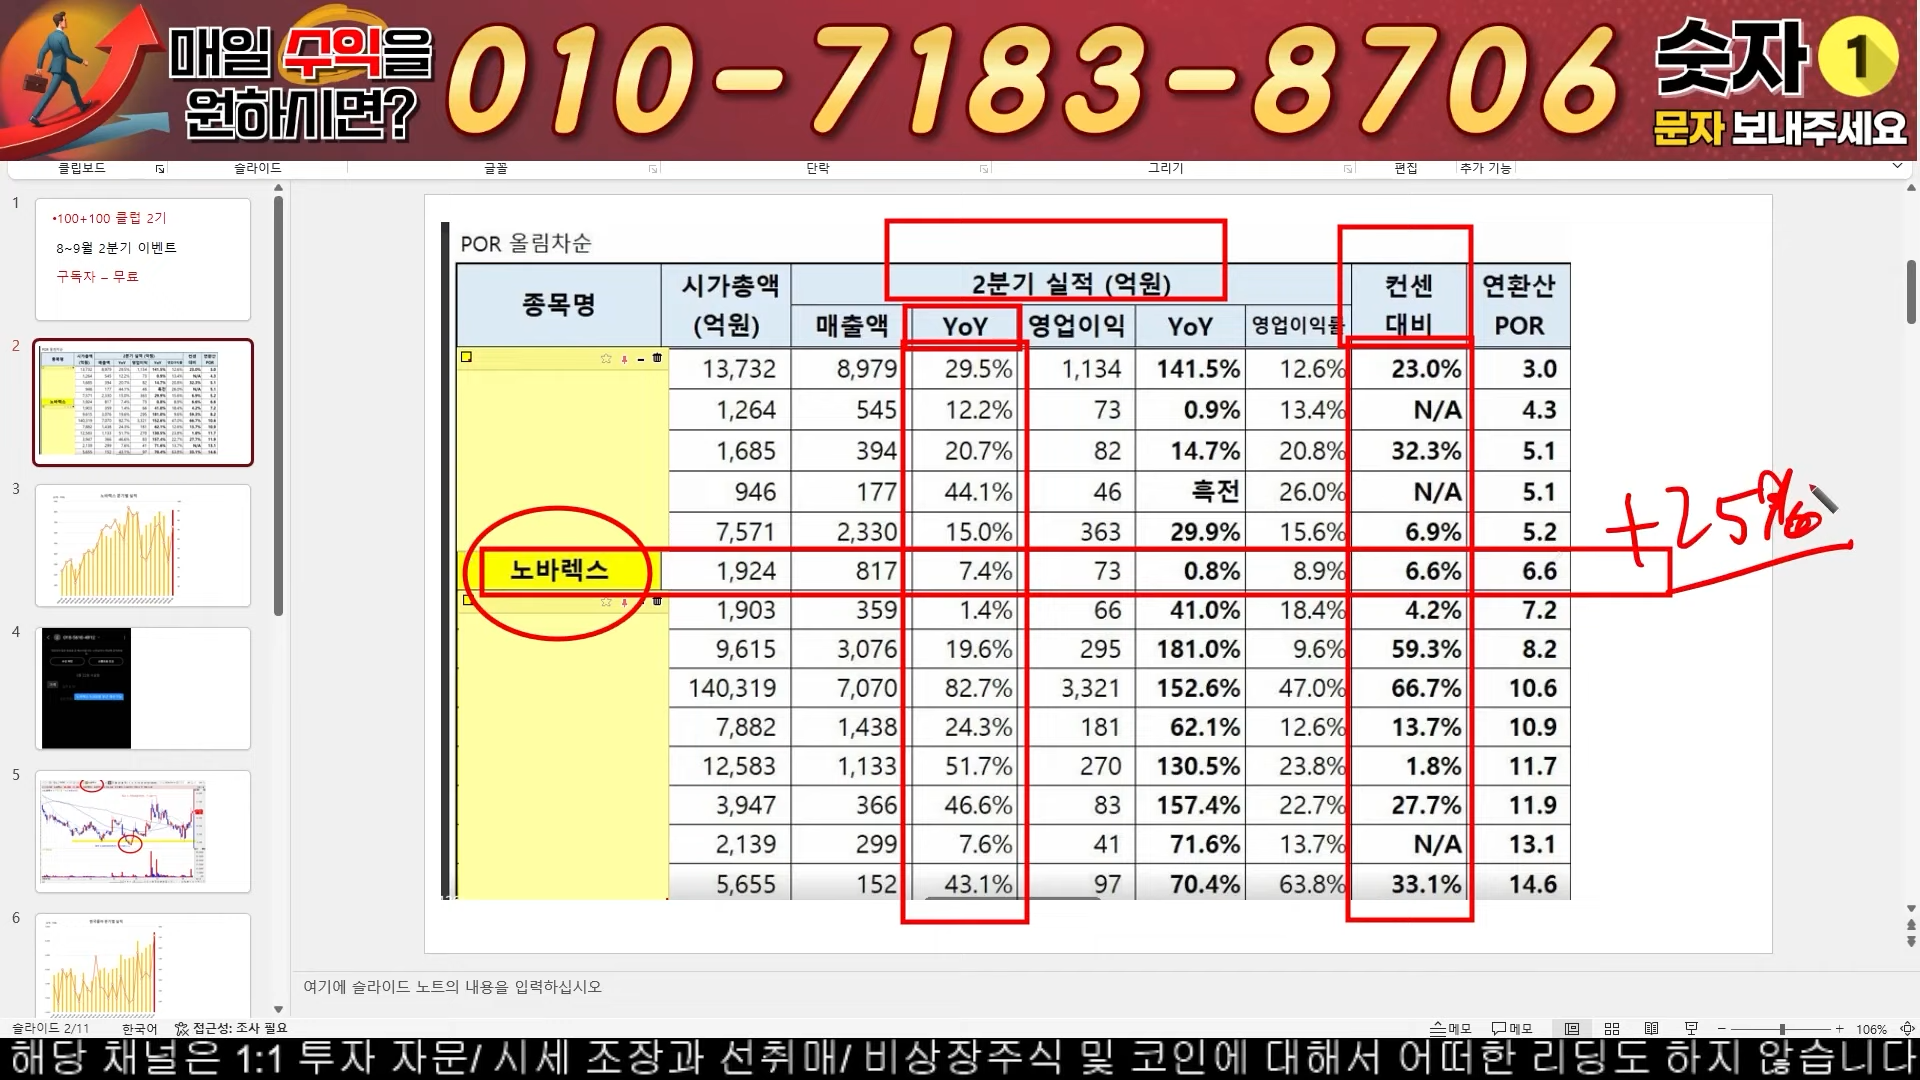 매일 수익을
원하시면?
010-7183-8706
숫자 1
문자 보내주세요
클립보드 슬라이드 글꼴 단락 그리기 편집 추가 기능
1
•100+100 클럽 2기
8~9월 2분기 이벤트
구독자 – 무료
2
3
노바렉스 분기별 실적
4
5
6
POR 올림차순
종목명 시가총액 (억원) 2분기 실적 (억원) 컨센 대비 연환산 POR
매출액 YoY 영업이익 YoY 영업이익률
13,732 8,979 29.5% 1,134 141.5% 12.6% 23.0% 3.0
1,264 545 12.2% 73 0.9% 13.4% N/A 4.3
1,685 394 20.7% 82 14.7% 20.8% 32.3% 5.1
946 177 44.1% 46 흑전 26.0% N/A 5.1
7,571 2,330 15.0% 363 29.9% 15.6% 6.9% 5.2
노바렉스 1,924 817 7.4% 73 0.8% 8.9% 6.6% 6.6
1,903 359 1.4% 66 41.0% 18.4% 4.2% 7.2
9,615 3,076 19.6% 295 181.0% 9.6% 59.3% 8.2
140,319 7,070 82.7% 3,321 152.6% 47.0% 66.7% 10.6
7,882 1,438 24.3% 181 62.1% 12.6% 13.7% 10.9
12,583 1,133 51.7% 270 130.5% 23.8% 1.8% 11.7
3,947 366 46.6% 83 157.4% 22.7% 27.7% 11.9
2,139 299 7.6% 41 71.6% 13.7% N/A 13.1
5,655 152 43.1% 97 70.4% 63.8% 33.1% 14.6
+25%
여기에 슬라이드 노트의 내용을 입력하십시오
슬라이드 2/11 한국어 접근성: 조사 필요 메모 메모 106%
해당 채널은 1:1 투자 자문/ 시세 조장과 선취매/ 비상장주식 및 코인에 대해서 어떠한 리딩도 하지 않습니다